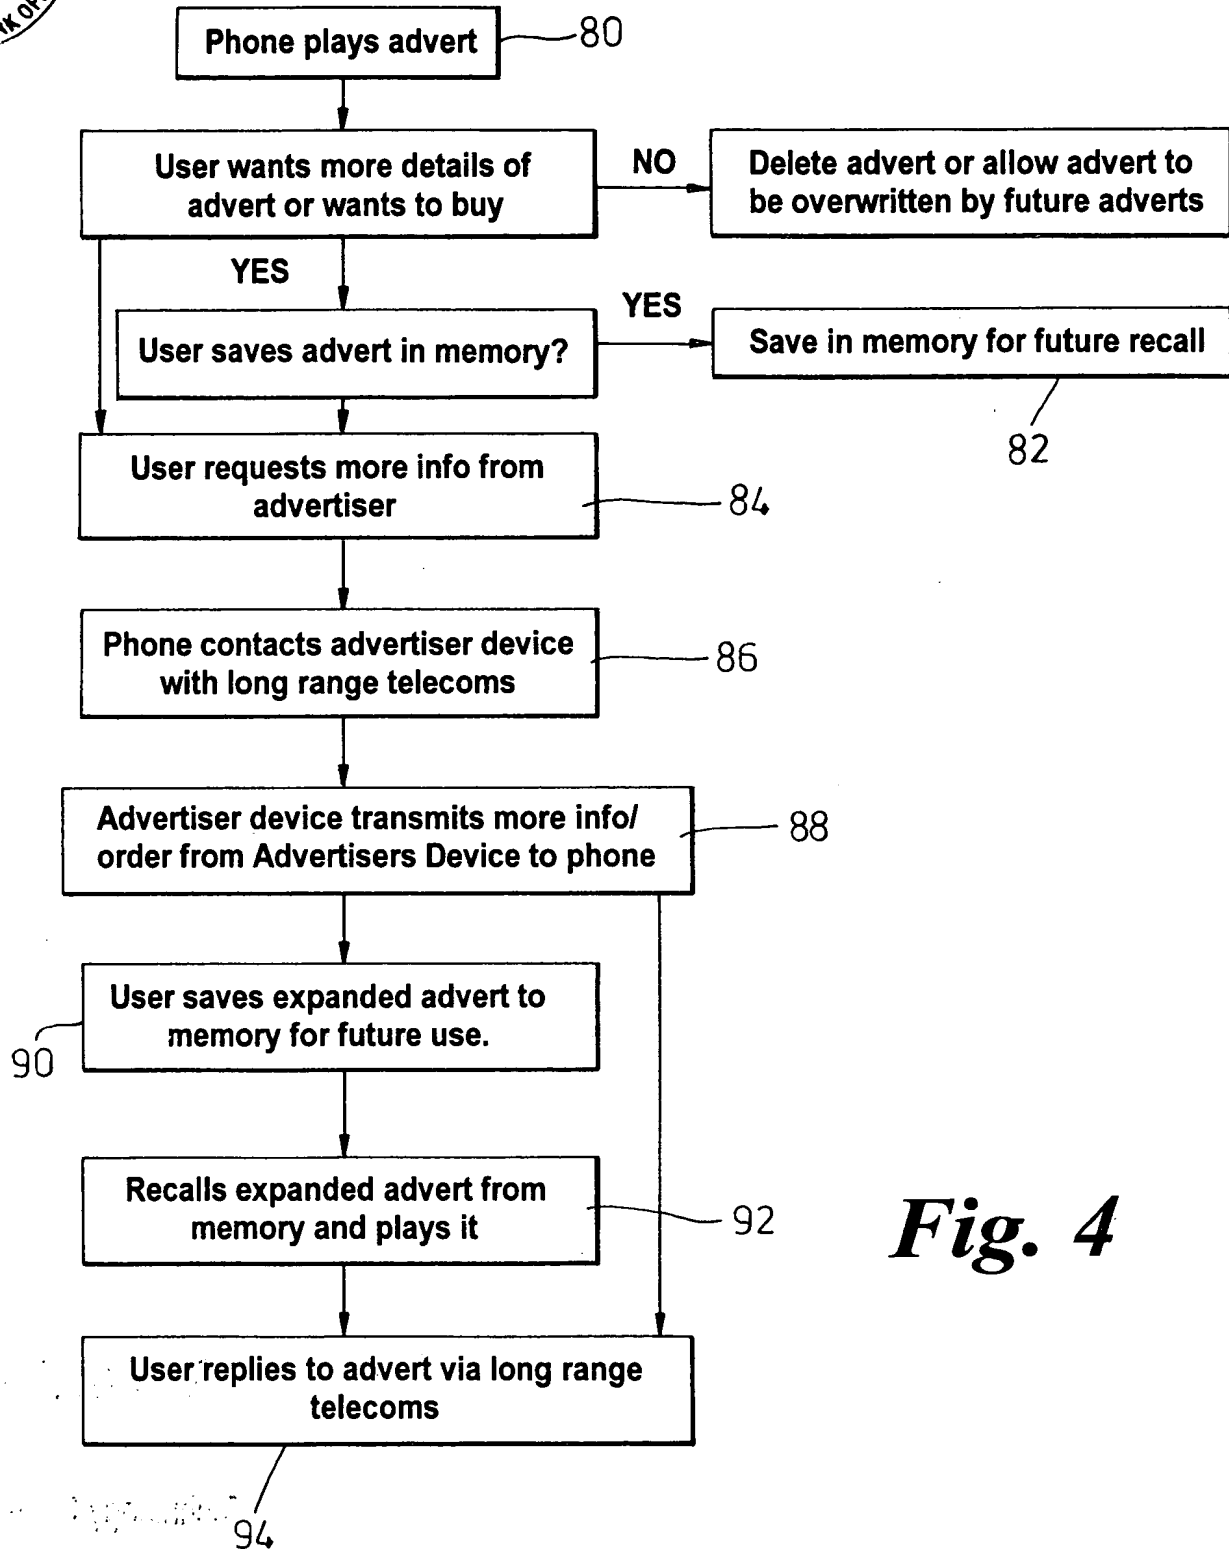 Phone plays advert
80
User wants more details of
advert or wants to buy
NO
Delete advert or allow advert to
be overwritten by future adverts
YES
User saves advert in memory?
YES
Save in memory for future recall
82
User requests more info from
advertiser
84
Phone contacts advertiser device
with long range telecoms
86
Advertiser device transmits more info/
order from Advertisers Device to phone
88
User saves expanded advert to
memory for future use.
90
Recalls expanded advert from
memory and plays it
92
Fig. 4
User replies to advert via long range
telecoms
94